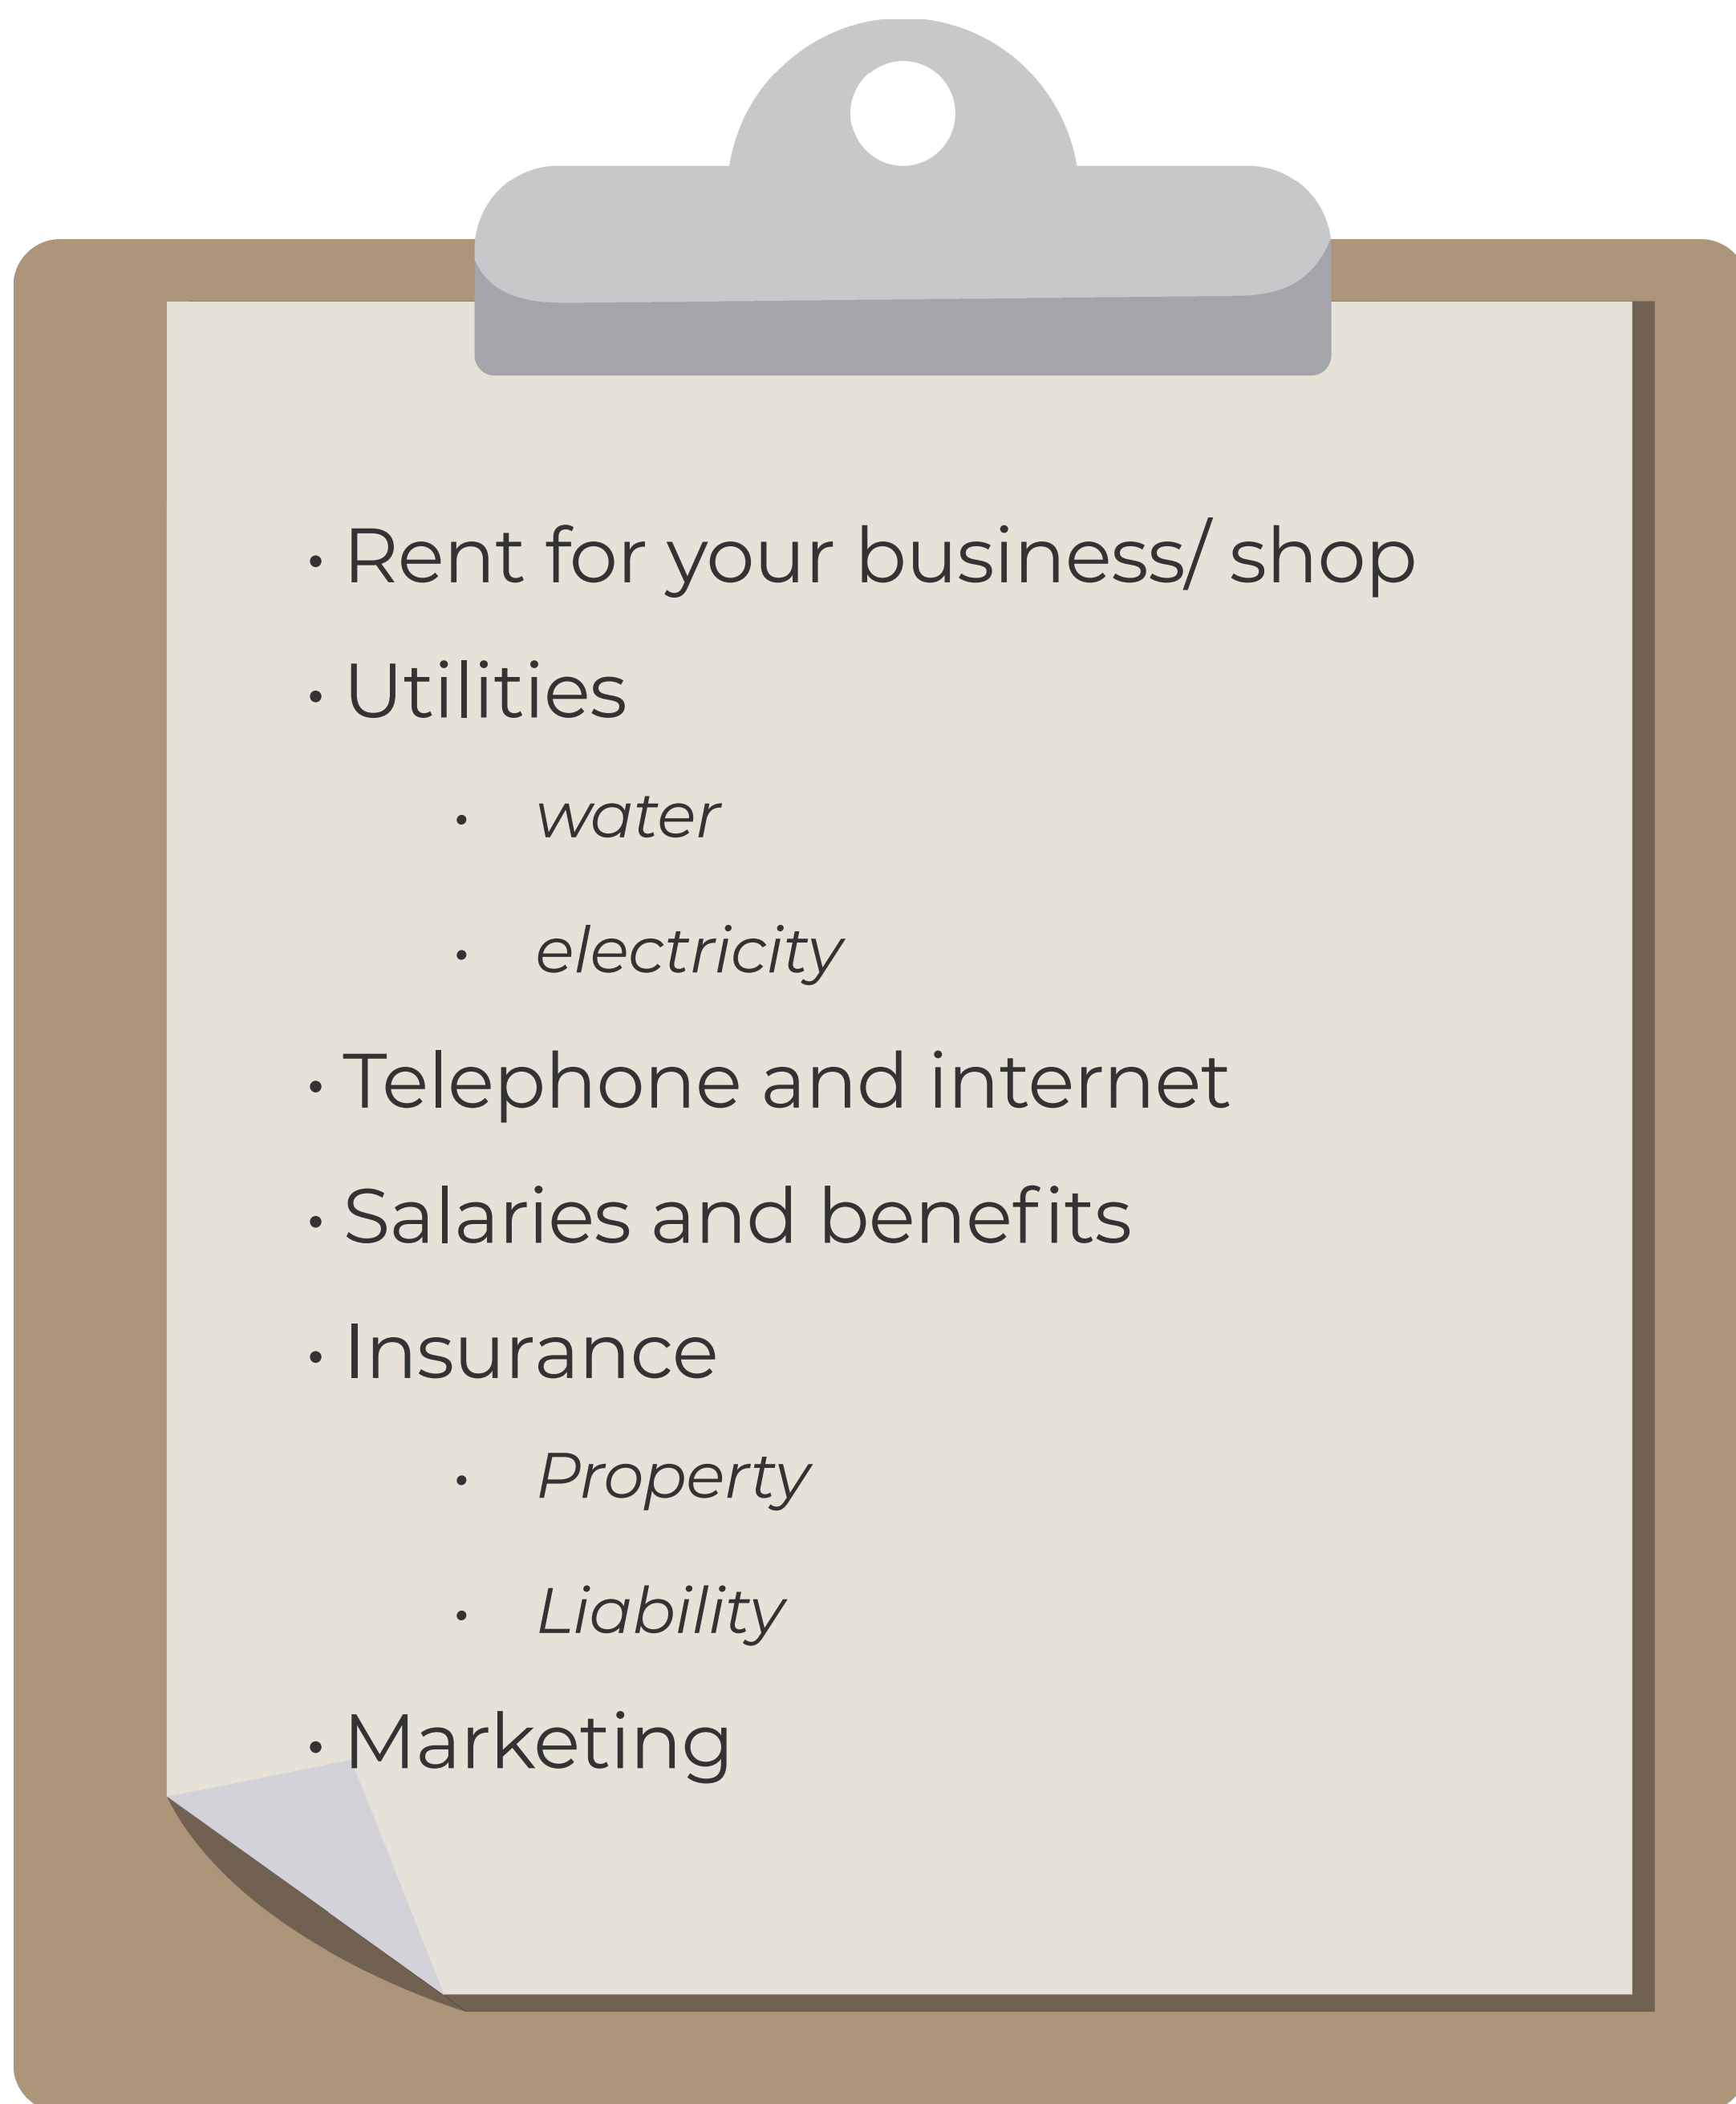 • Rent for your business/ shop
• Utilities
• water
• electricity
• Telephone and internet
• Salaries and benefits
• Insurance
• Property
• Liability
• Marketing